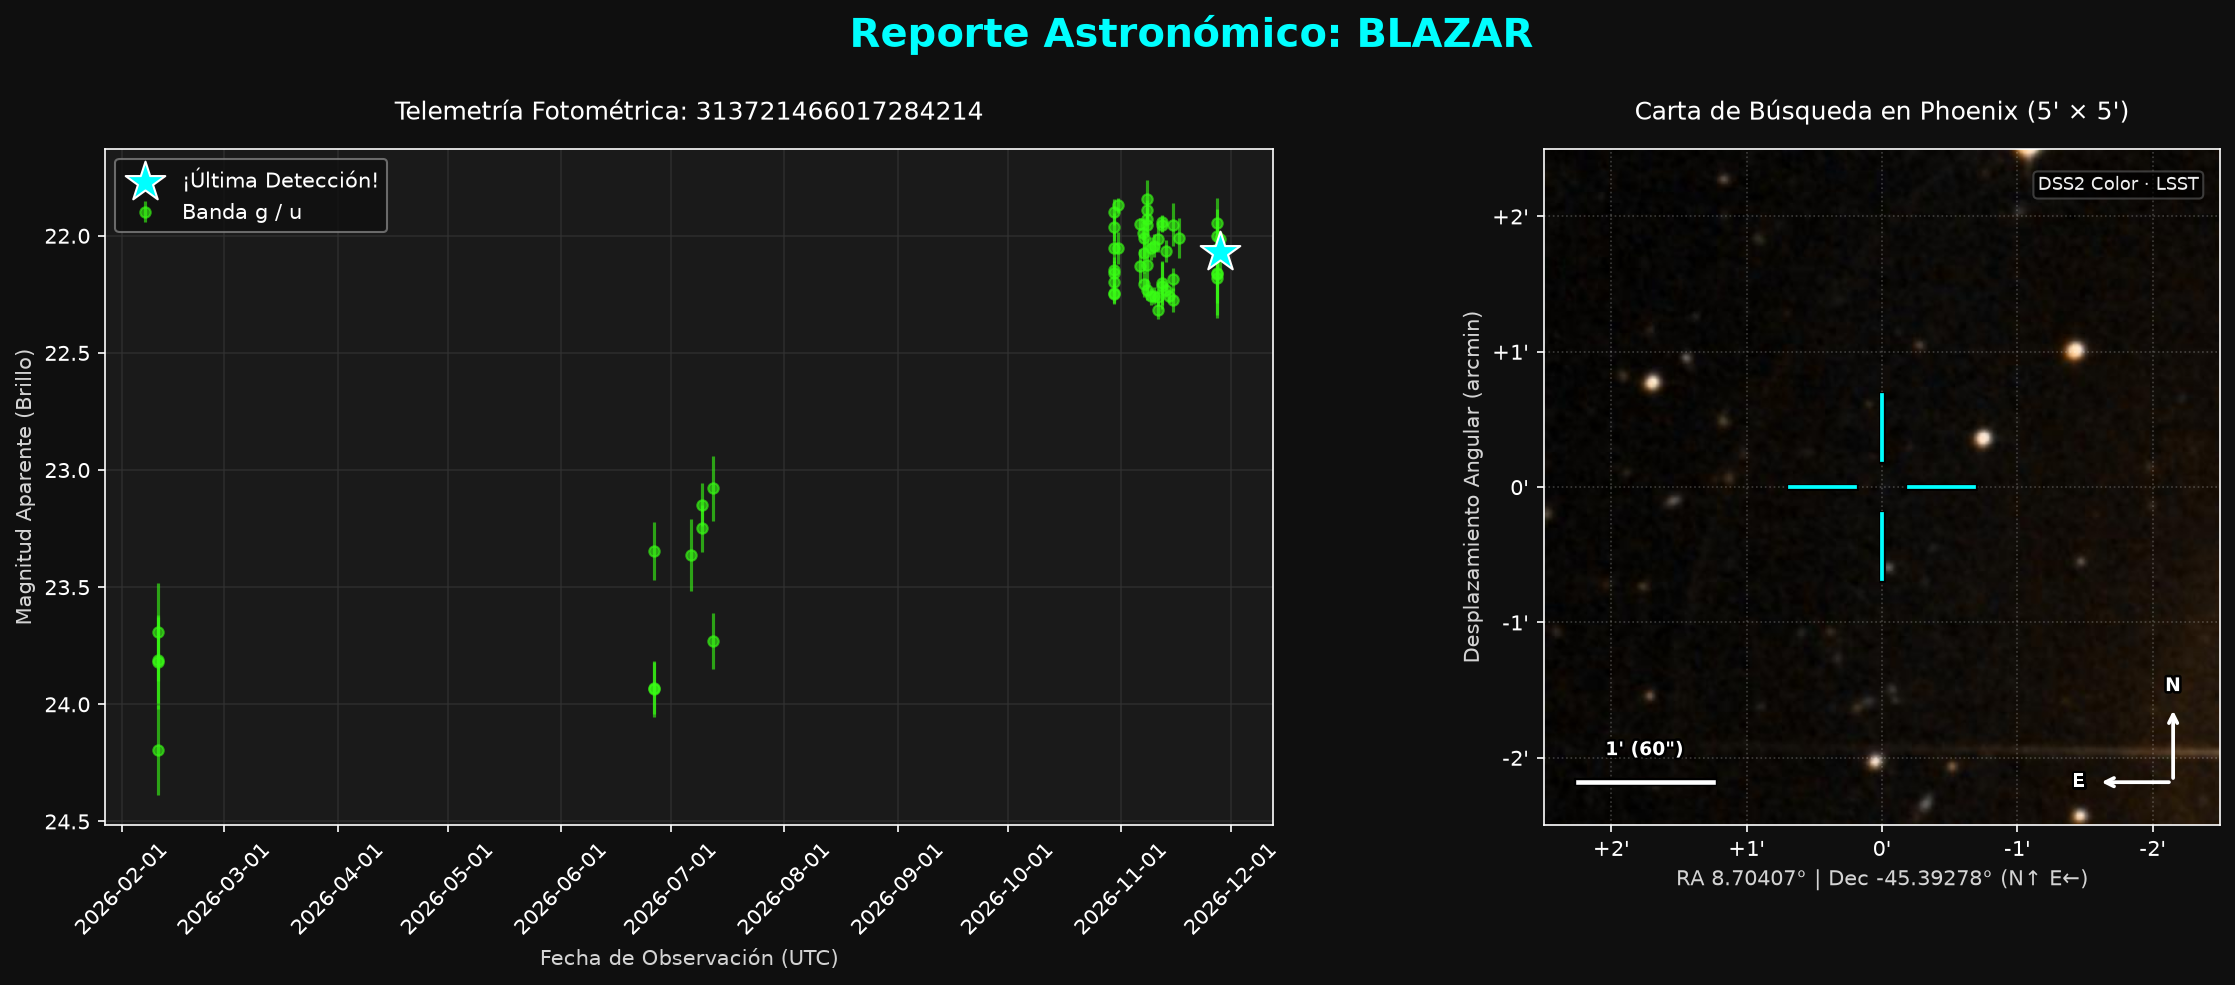 Reporte Astronómico: BLAZAR
Telemetría Fotométrica: 313721466017284214
¡Última Detección!
Banda g / u
Magnitud Aparente (Brillo)
22.0
22.5
23.0
23.5
24.0
24.5
2026-02-01
2026-03-01
2026-04-01
2026-05-01
2026-06-01
2026-07-01
2026-08-01
2026-09-01
2026-10-01
2026-11-01
2026-12-01
Fecha de Observación (UTC)
Carta de Búsqueda en Phoenix (5' × 5')
DSS2 Color · LSST
Desplazamiento Angular (arcmin)
+2'
+1'
0'
-1'
-2'
N
E
1' (60")
+2'
+1'
0'
-1'
-2'
RA 8.70407° | Dec -45.39278° (N↑ E←)